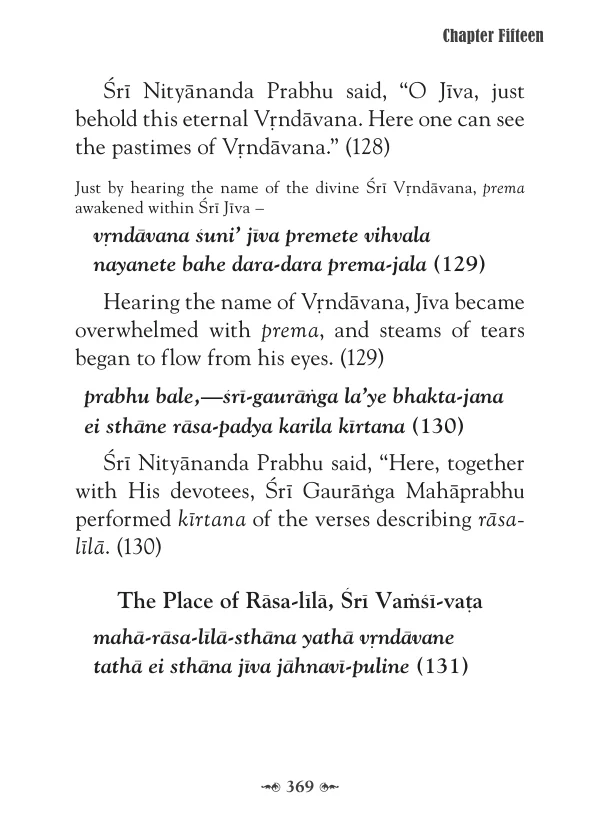 Chapter Fifteen
Śrī Nityānanda Prabhu said, “O Jīva, just
behold this eternal Vṛndāvana. Here one can see
the pastimes of Vṛndāvana.” (128)
Just by hearing the name of the divine Śrī Vṛndāvana, prema
awakened within Śrī Jīva –
vṛndāvana śuni’ jīva premete vihvala
nayanete bahe dara-dara prema-jala (129)
Hearing the name of Vṛndāvana, Jīva became
overwhelmed with prema, and steams of tears
began to flow from his eyes. (129)
prabhu bale,—śrī-gaurāṅga la’ye bhakta-jana
ei sthāne rāsa-padya karila kīrtana (130)
Śrī Nityānanda Prabhu said, “Here, together
with His devotees, Śrī Gaurāṅga Mahāprabhu
performed kīrtana of the verses describing rāsa-
līlā. (130)
The Place of Rāsa-līlā, Śrī Vaṁśī-vaṭa
mahā-rāsa-līlā-sthāna yathā vṛndāvane
tathā ei sthāna jīva jāhnavī-puline (131)
369